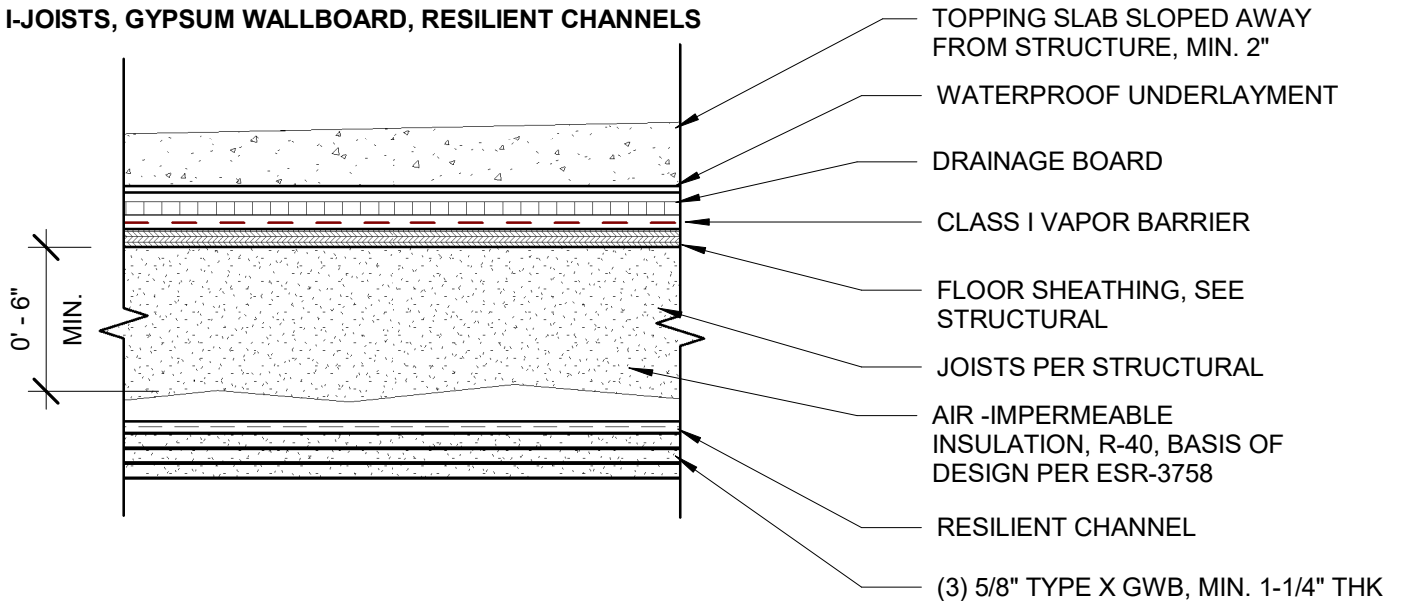 I-JOISTS, GYPSUM WALLBOARD, RESILIENT CHANNELS
TOPPING SLAB SLOPED AWAY
FROM STRUCTURE, MIN. 2"
WATERPROOF UNDERLAYMENT
DRAINAGE BOARD
CLASS I VAPOR BARRIER
FLOOR SHEATHING, SEE
STRUCTURAL
JOISTS PER STRUCTURAL
AIR -IMPERMEABLE
INSULATION, R-40, BASIS OF
DESIGN PER ESR-3758
RESILIENT CHANNEL
(3) 5/8" TYPE X GWB, MIN. 1-1/4" THK
0' - 6"
MIN.